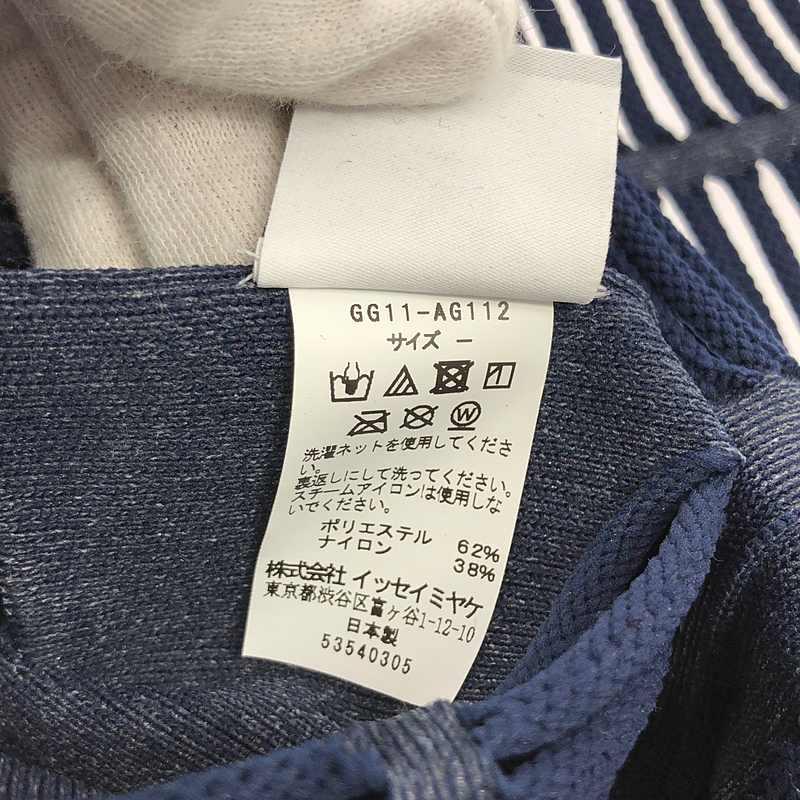 GG11-AG112
サイズ ー
W
洗濯ネットを使用してくださ
い。
裏返しにして洗ってください。
スチームアイロンは使用しな
いでください。
ポリエステル 62%
ナイロン 38%
株式会社 イッセイミヤケ
東京都渋谷区富ヶ谷1-12-10
日本製
53540305